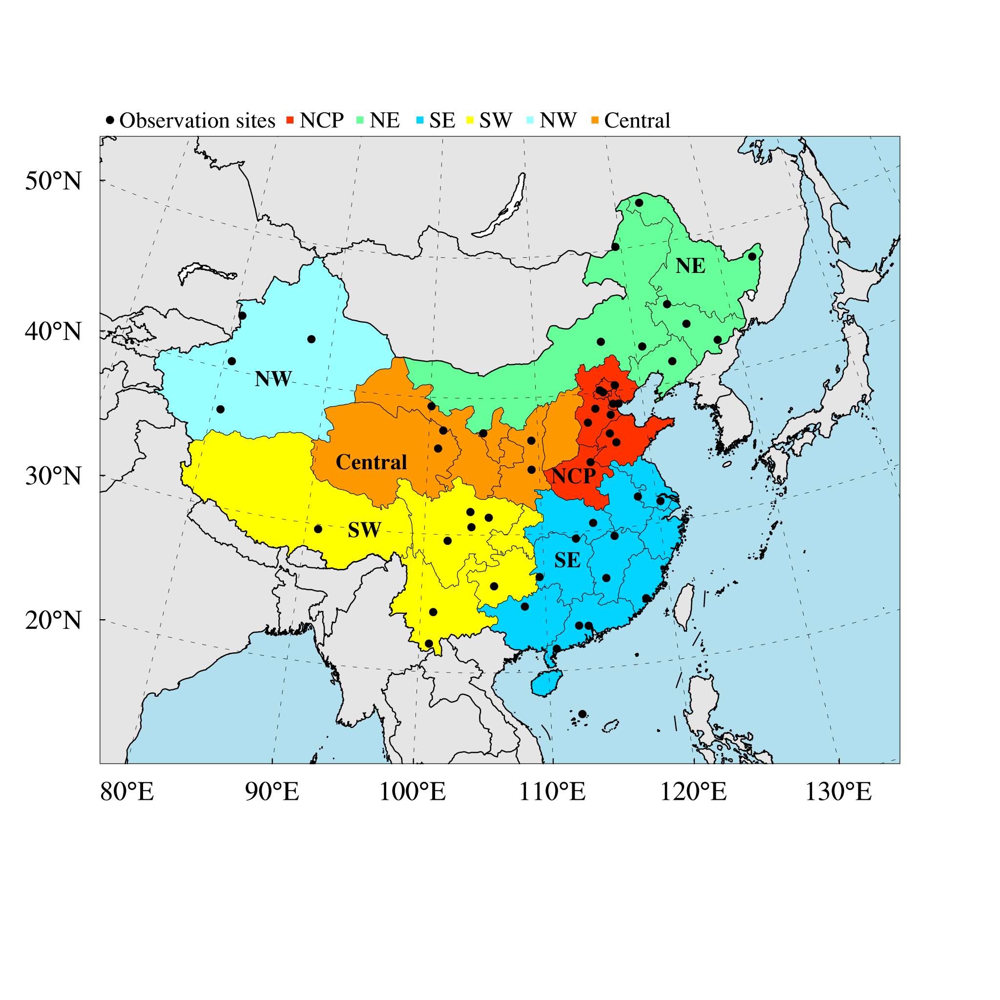 Observation sites NCP NE SE SW NW Central
50°N
NE
40°N
NW
Central
30°N
NCP
SW
SE
20°N
80°E 90°E 100°E 110°E 120°E 130°E